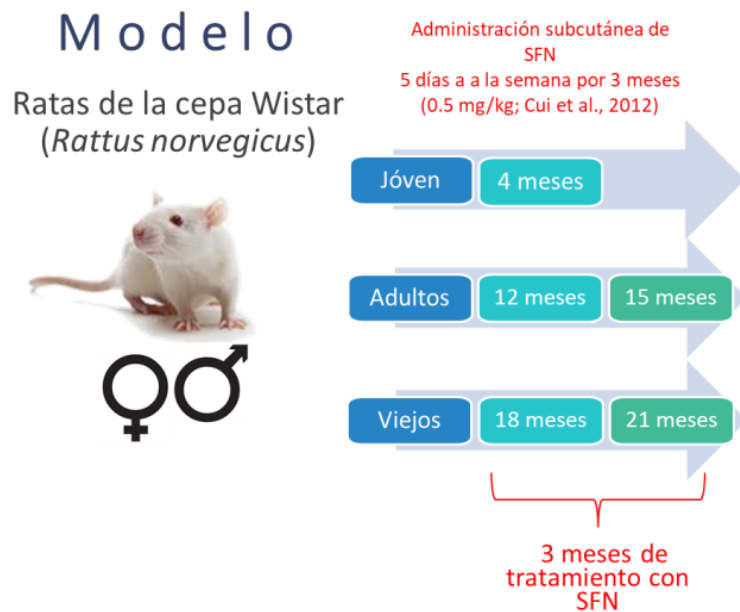 Modelo
Ratas de la cepa Wistar
(Rattus norvegicus)
Administración subcutánea de
SFN
5 días a a la semana por 3 meses
(0.5 mg/kg; Cui et al., 2012)
Jóven
4 meses
Adultos
12 meses
15 meses
Viejos
18 meses
21 meses
3 meses de
tratamiento con
SFN